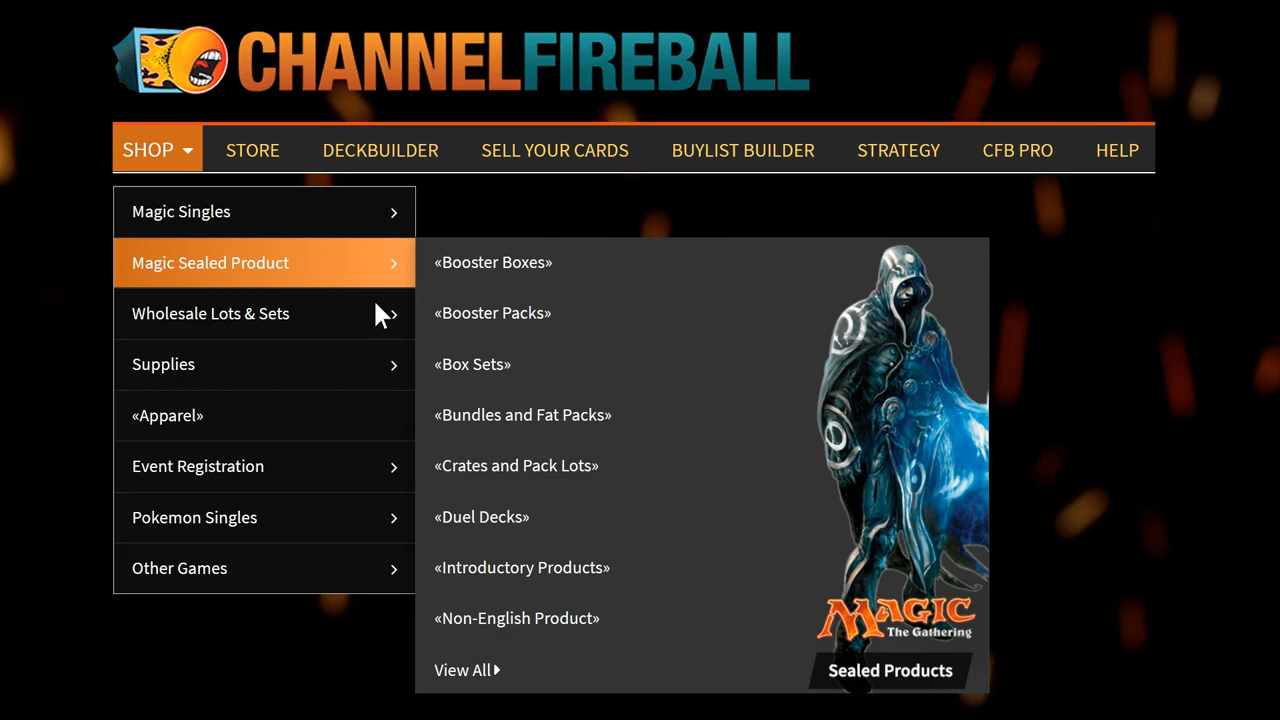 CHANNELFIREBALL
SHOP STORE DECKBUILDER SELL YOUR CARDS BUYLIST BUILDER STRATEGY CFB PRO HELP
Magic Singles
Magic Sealed Product
Wholesale Lots & Sets
Supplies
«Apparel»
Event Registration
Pokemon Singles
Other Games
«Booster Boxes»
«Booster Packs»
«Box Sets»
«Bundles and Fat Packs»
«Crates and Pack Lots»
«Duel Decks»
«Introductory Products»
«Non-English Product»
View All
MAGIC
The Gathering
Sealed Products